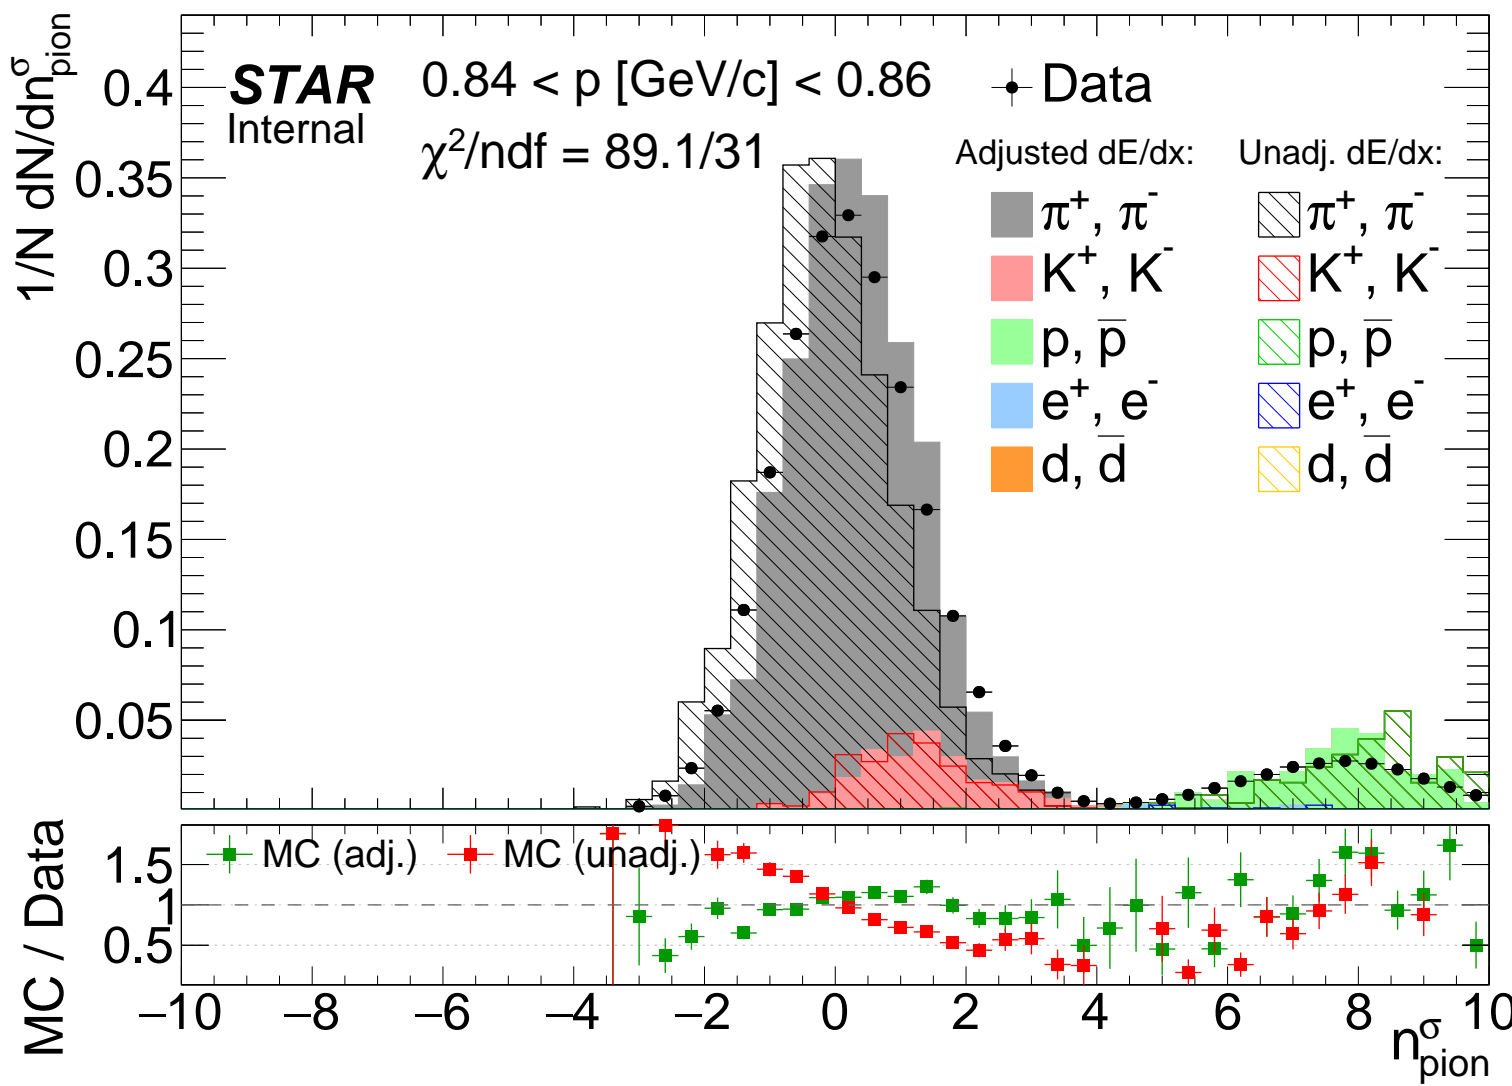 1/N dN/dn^σ_pion
0.4
0.35
0.3
0.25
0.2
0.15
0.1
0.05
STAR
Internal
0.84 < p [GeV/c] < 0.86
χ²/ndf = 89.1/31
Data
Adjusted dE/dx:
Unadj. dE/dx:
π⁺, π⁻
π⁺, π⁻
K⁺, K⁻
K⁺, K⁻
p, p̅
p, p̅
e⁺, e⁻
e⁺, e⁻
d, d̅
d, d̅
MC / Data
1.5
1
0.5
MC (adj.)
MC (unadj.)
−10 −8 −6 −4 −2 0 2 4 6 8 10
n^σ_pion